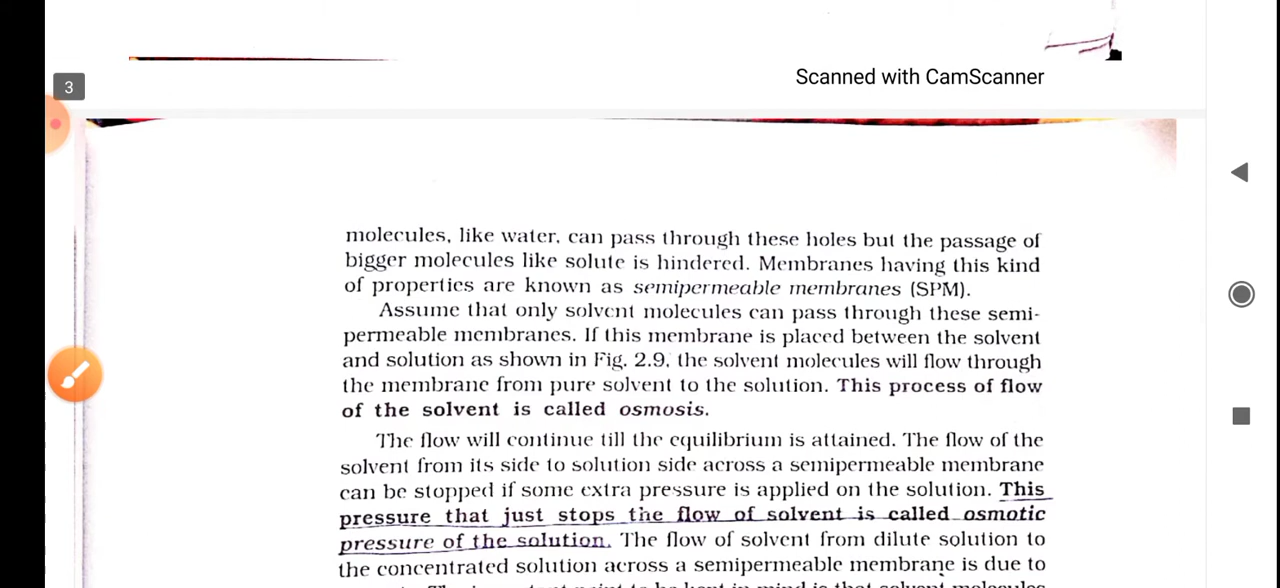 Scanned with CamScanner
3
molecules, like water, can pass through these holes but the passage of
bigger molecules like solute is hindered. Membranes having this kind
of properties are known as semipermeable membranes (SPM).
Assume that only solvent molecules can pass through these semi-
permeable membranes. If this membrane is placed between the solvent
and solution as shown in Fig. 2.9, the solvent molecules will flow through
the membrane from pure solvent to the solution. This process of flow
of the solvent is called osmosis.
The flow will continue till the equilibrium is attained. The flow of the
solvent from its side to solution side across a semipermeable membrane
can be stopped if some extra pressure is applied on the solution. This
pressure that just stops the flow of solvent is called osmotic
pressure of the solution. The flow of solvent from dilute solution to
the concentrated solution across a semipermeable membrane is due to